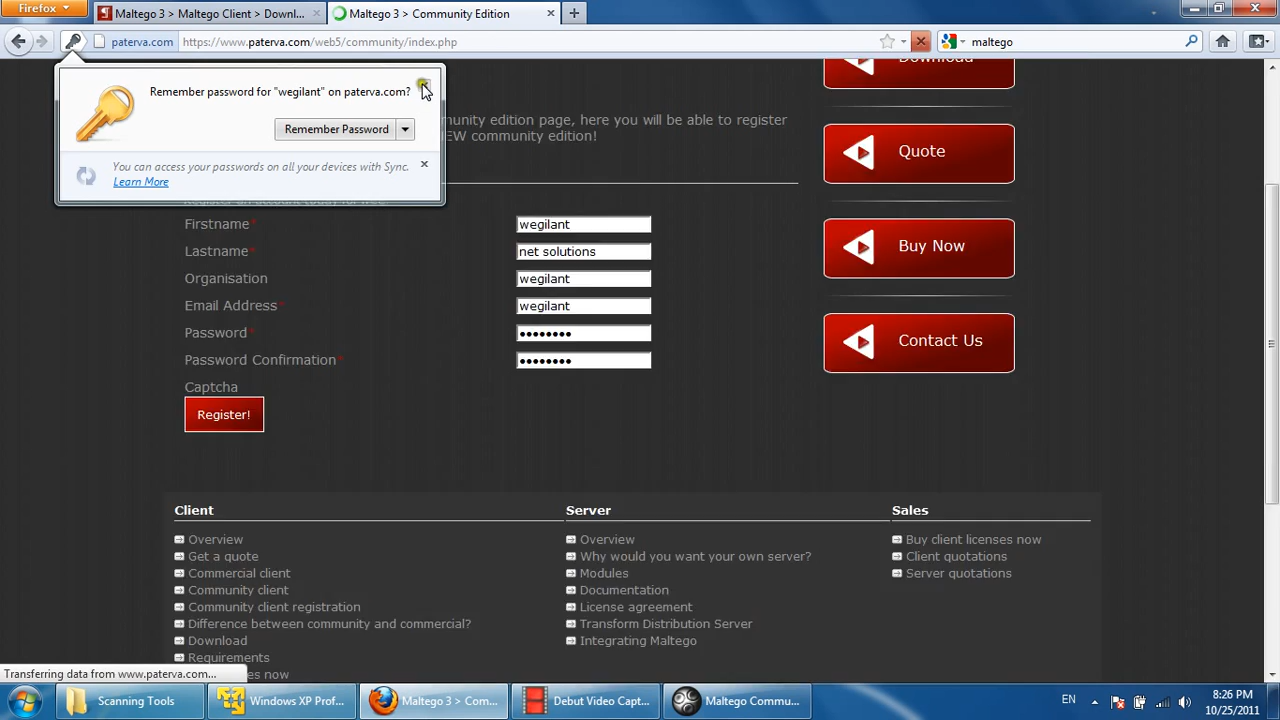 Firefox
Maltego 3 > Maltego Client > Downl...
Maltego 3 > Community Edition
paterva.com
https://www.paterva.com/web5/community/index.php
maltego
Remember password for "wegilant" on paterva.com?
Remember Password
You can access your passwords on all your devices with Sync.
Learn More
munity edition page, here you will be able to register
EW community edition!
Download
Quote
Buy Now
Contact Us
Firstname*
wegilant
Lastname*
net solutions
Organisation
wegilant
Email Address*
wegilant
Password*
••••••••
Password Confirmation*
••••••••
Captcha
Register!
Client
Overview
Get a quote
Commercial client
Community client
Community client registration
Difference between community and commercial?
Download
Requirements
es now
Server
Overview
Why would you want your own server?
Modules
Documentation
License agreement
Transform Distribution Server
Integrating Maltego
Sales
Buy client licenses now
Client quotations
Server quotations
Transferring data from www.paterva.com...
Scanning Tools
Windows XP Prof...
Maltego 3 > Com...
Debut Video Capt...
Maltego Commu...
EN
8:26 PM
10/25/2011